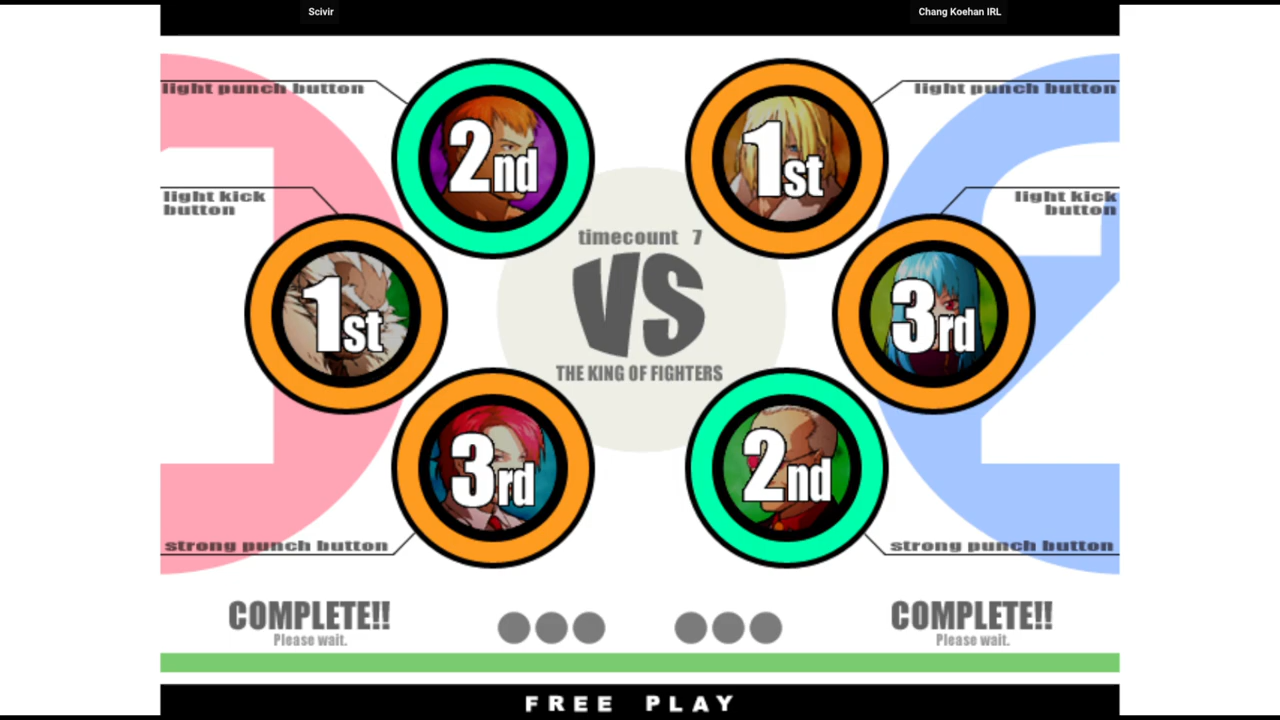 Scivir
Chang Koehan IRL
light punch button
light punch button
2nd
1st
light kick
button
light kick
button
timecount 7
VS
THE KING OF FIGHTERS
1st
3rd
3rd
2nd
strong punch button
strong punch button
COMPLETE!!
Please wait.
COMPLETE!!
Please wait.
FREE PLAY